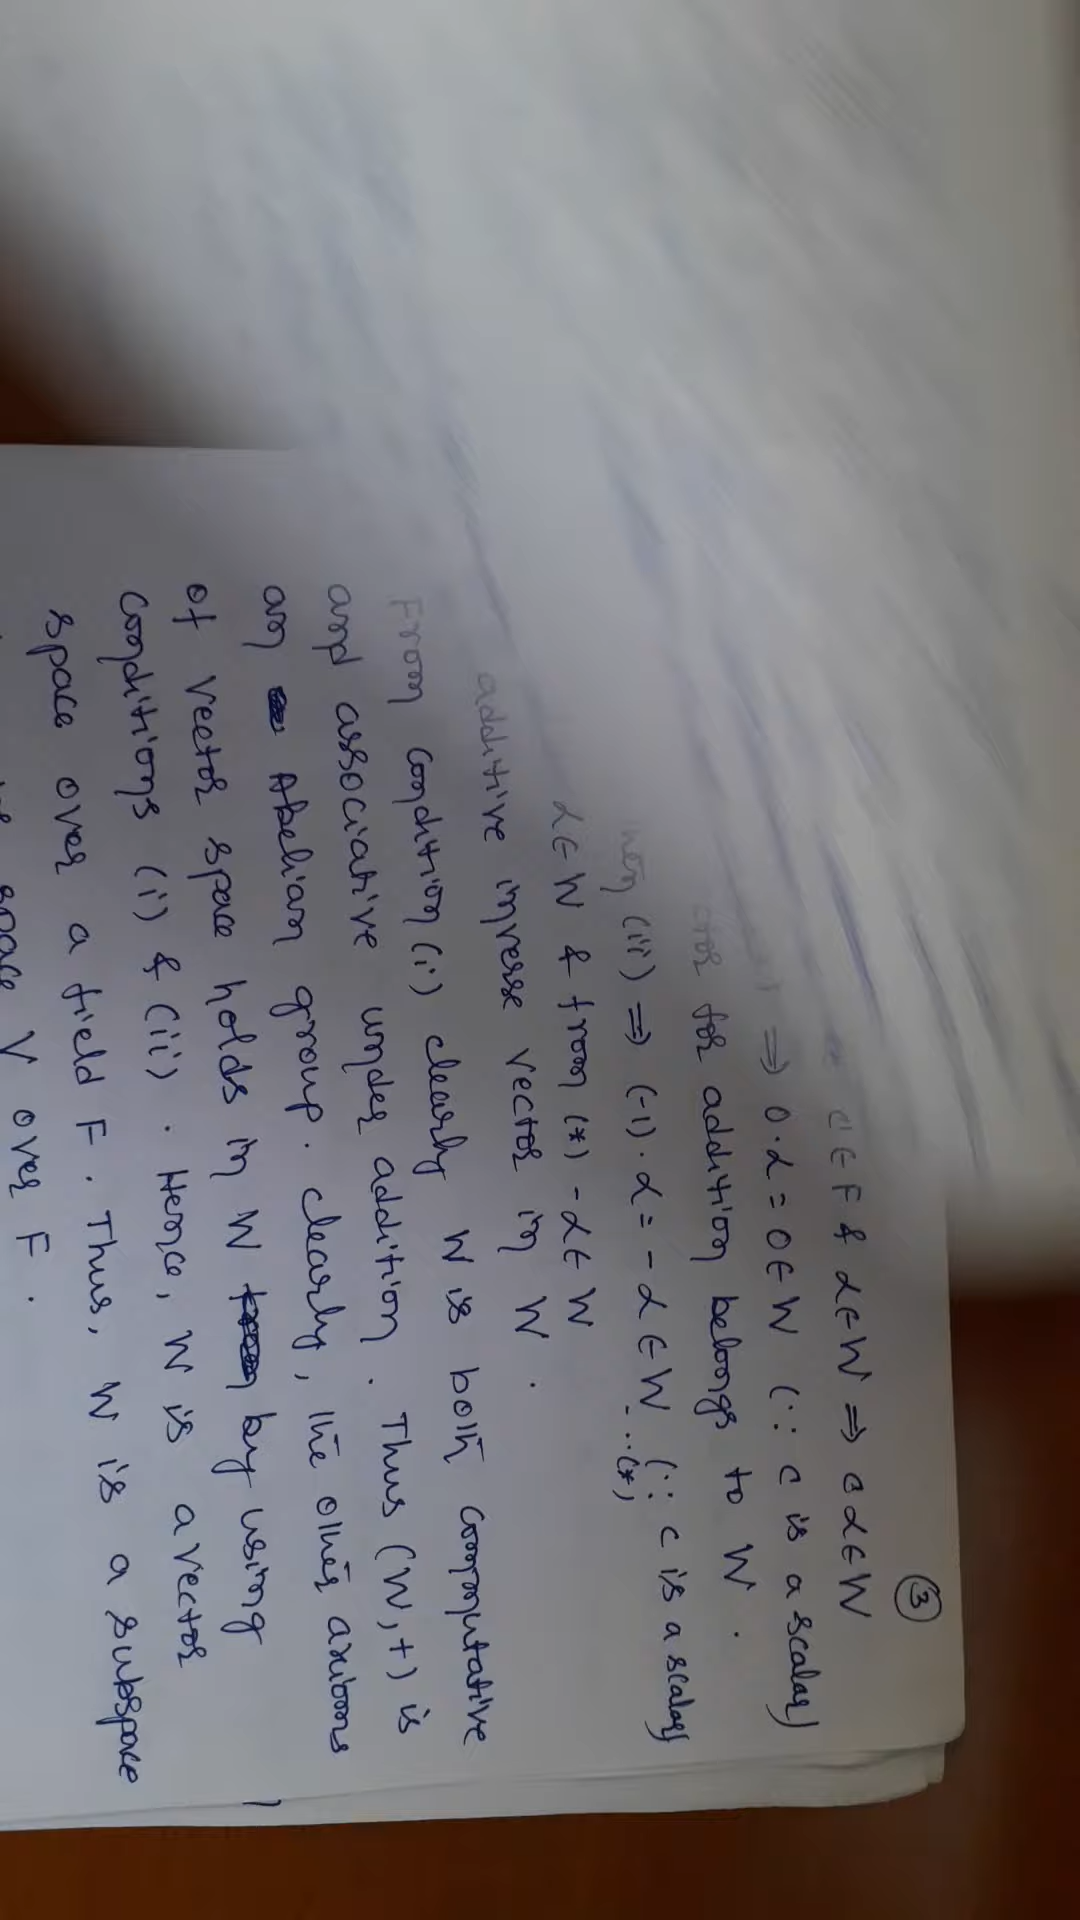 ③
c ∈ F & α ∈ W ⇒ c α ∈ W
⇒ 0·α = 0 ∈ W (∵ c is a scalar)
for addition belongs to W.
(ii) ⇒ (-1)·α = -α ∈ W (∵ c is a scalar)
...(*)
α ∈ W & from (*) -α ∈ W
additive inverse vector in W.
From condition (i) clearly W is both commutative
and associative under addition. Thus (W,+) is
an Abelian group. clearly, the other axioms
of vector space holds in W by using
conditions (i) & (ii). Hence, W is a vector
space over a field F. Thus, W is a subspace
space V over F.